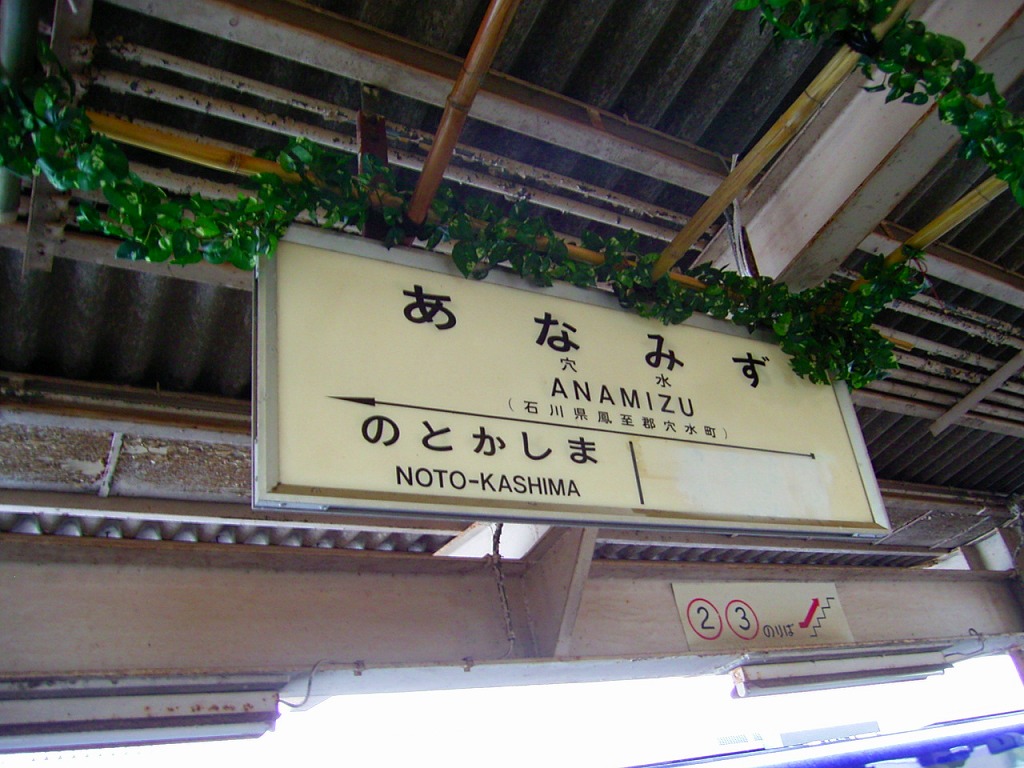 あなみず
穴水
ANAMIZU
（石川県鳳至郡穴水町）
のとかしま
NOTO-KASHIMA
② ③ のりば